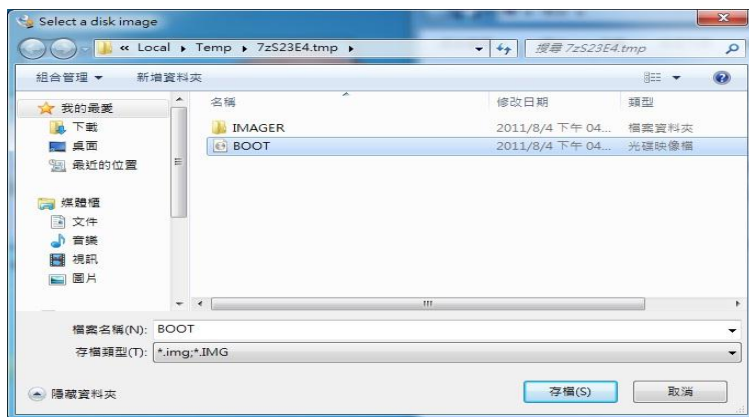 Select a disk image
« Local ▸ Temp ▸ 7zS23E4.tmp ▸
搜尋 7zS23E4.tmp
組合管理 ▼ 新增資料夾
我的最愛
下載
桌面
最近的位置
媒體櫃
文件
音樂
視訊
圖片
名稱 修改日期 類型
IMAGER 2011/8/4 下午 04... 檔案資料夾
BOOT 2011/8/4 下午 04... 光碟映像檔
檔案名稱(N): BOOT
存檔類型(T): *.img;*.IMG
隱藏資料夾
存檔(S) 取消